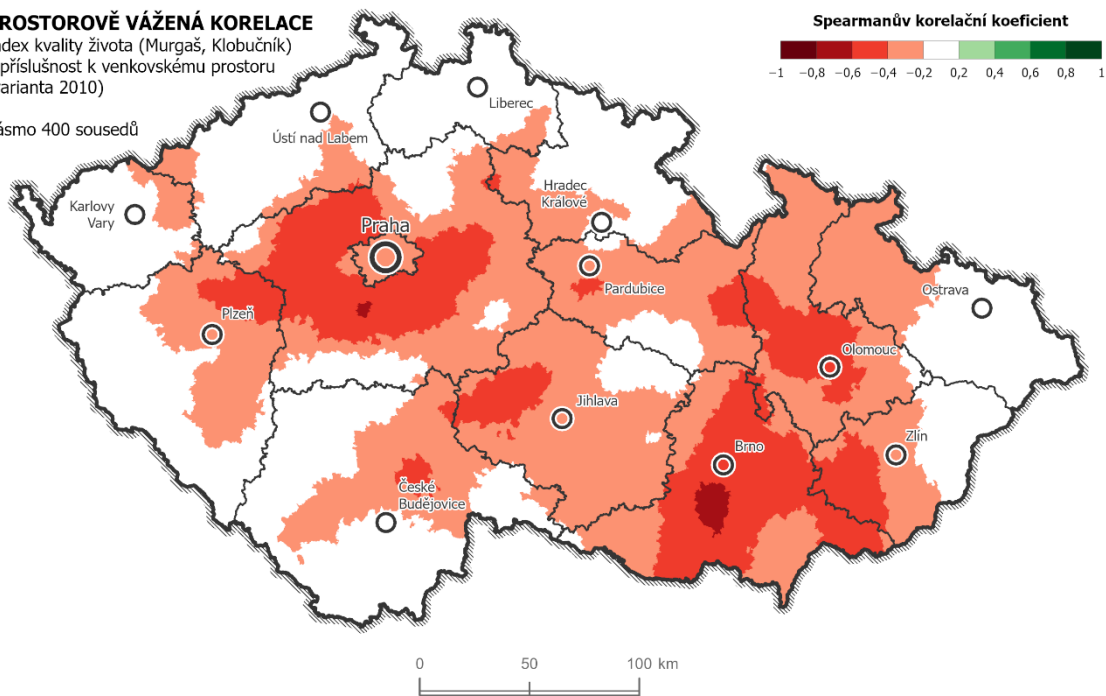 ROSTOROVĚ VÁŽENÁ KORELACE
ndex kvality života (Murgaš, Klobučník)
příslušnost k venkovskému prostoru
varianta 2010)
ásmo 400 sousedů
Spearmanův korelační koeficient
−1 −0,8 −0,6 −0,4 −0,2 0,2 0,4 0,6 0,8 1
Liberec
Ústí nad Labem
Karlovy
Vary
Hradec
Králové
Praha
Pardubice
Ostrava
Plzeň
Olomouc
Jihlava
Zlín
Brno
České
Budějovice
0 50 100 km